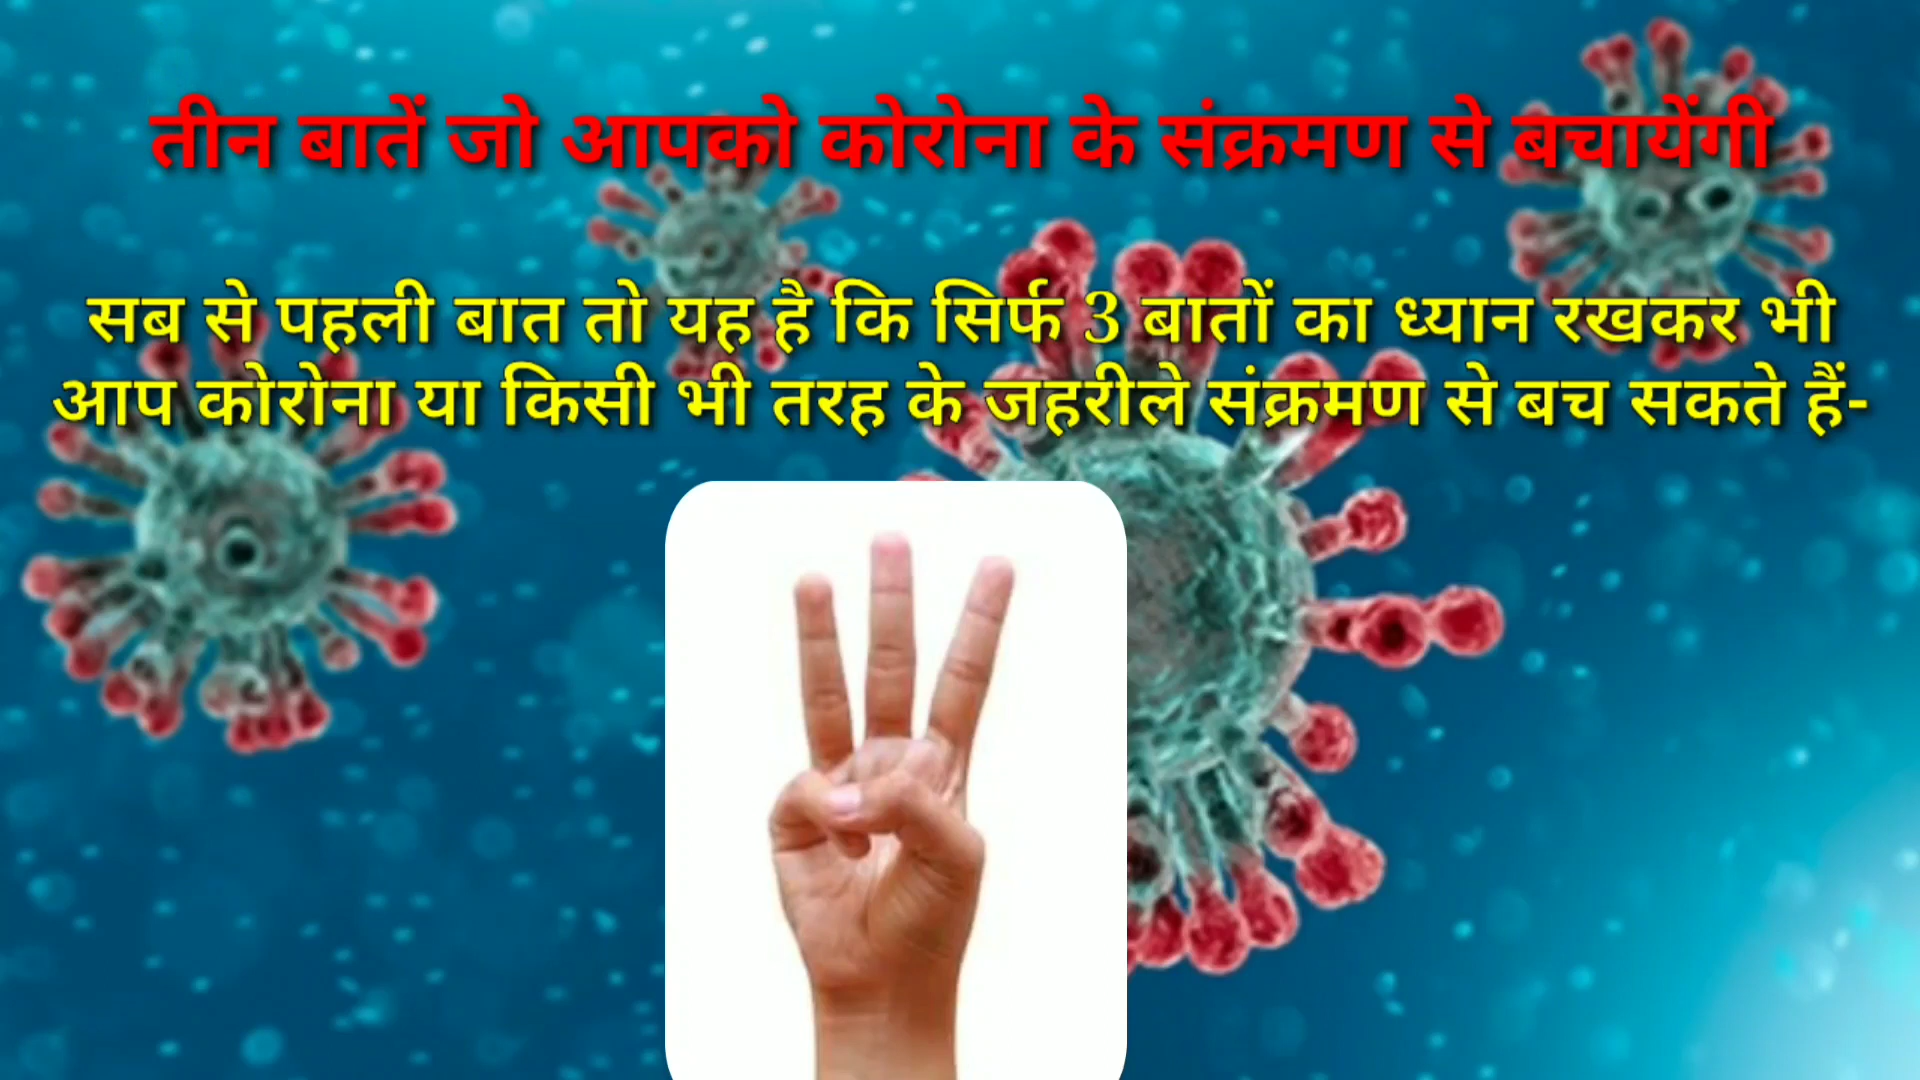 तीन बातें जो आपको कोरोना के संक्रमण से बचायेंगी
सब से पहली बात तो यह है कि सिर्फ 3 बातों का ध्यान रखकर भी
आप कोरोना या किसी भी तरह के जहरीले संक्रमण से बच सकते हैं-